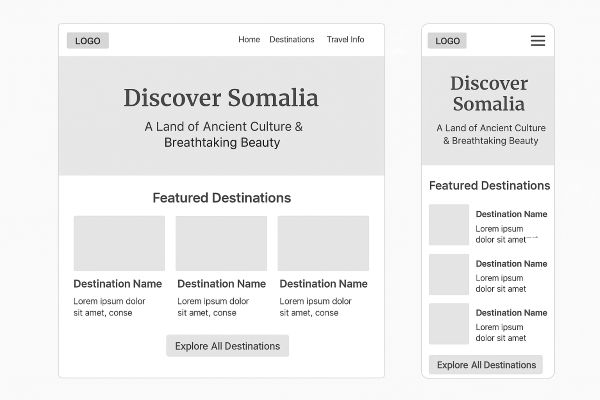 LOGO
Home Destinations Travel Info
Discover Somalia
A Land of Ancient Culture &
Breathtaking Beauty
Featured Destinations
Destination Name
Lorem ipsum dolor
sit amet, conse
Destination Name
Lorem ipsum dolor
sit amet, conse
Destination Name
Lorem ipsum dolor
sit amet, conse
Explore All Destinations
LOGO
Discover
Somalia
A Land of Ancient Culture
& Breathtaking Beauty
Featured Destinations
Destination Name
Lorem ipsum
dolor sit amet
Destination Name
Lorem ipsum
dolor sit amet
Destination Name
Lorem ipsum
dolor sit amet
Explore All Destinations